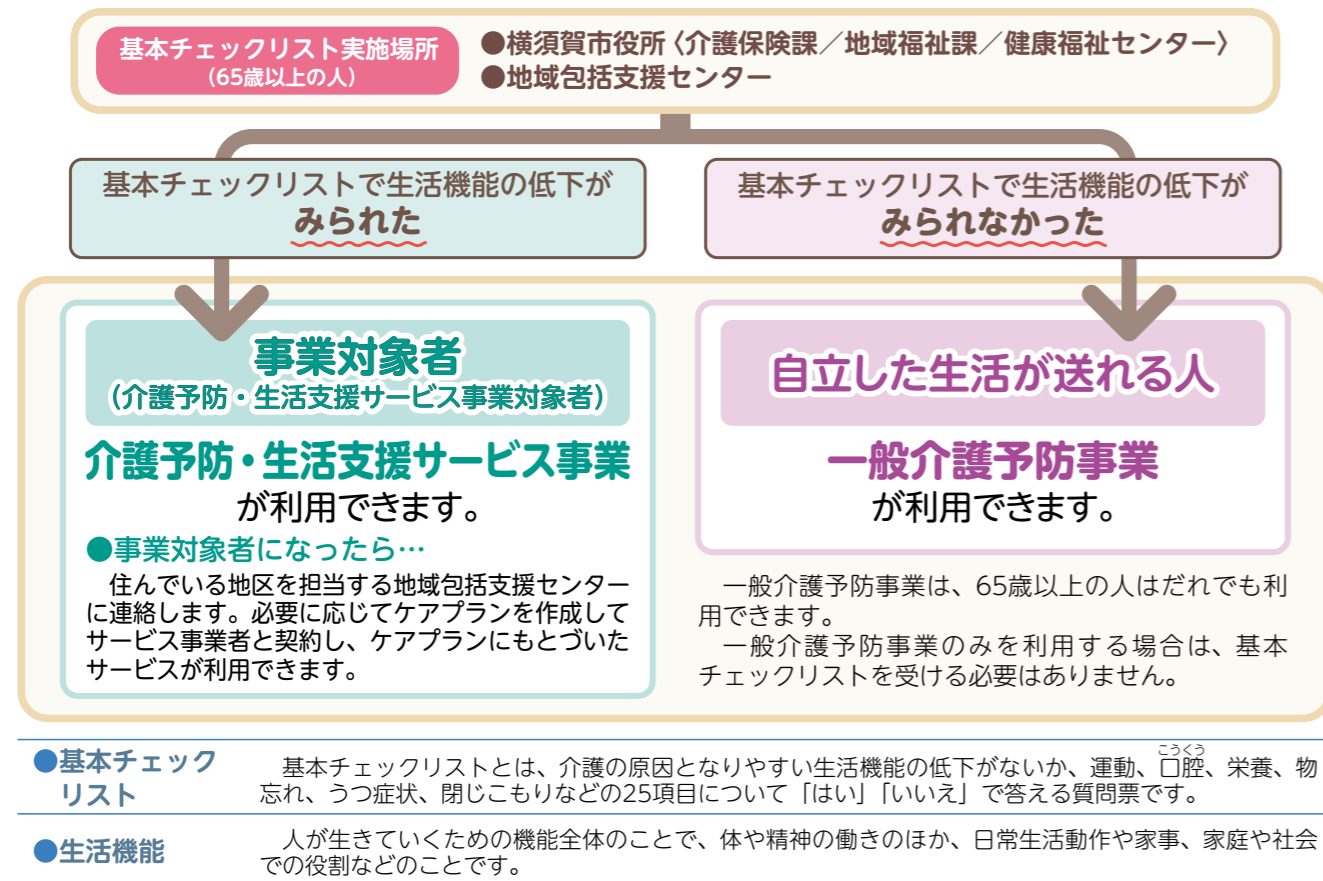 基本チェックリスト実施場所
（65歳以上の人）
●横須賀市役所〈介護保険課／地域福祉課／健康福祉センター〉
●地域包括支援センター
基本チェックリストで生活機能の低下が
みられた
基本チェックリストで生活機能の低下が
みられなかった
事業対象者
（介護予防・生活支援サービス事業対象者）
介護予防・生活支援サービス事業
が利用できます。
●事業対象者になったら…
住んでいる地区を担当する地域包括支援センター
に連絡します。必要に応じてケアプランを作成して
サービス事業者と契約し、ケアプランにもとづいた
サービスが利用できます。
自立した生活が送れる人
一般介護予防事業
が利用できます。
一般介護予防事業は、65歳以上の人はだれでも利
用できます。
一般介護予防事業のみを利用する場合は、基本
チェックリストを受ける必要はありません。
●基本チェック
リスト
こうくう
基本チェックリストとは、介護の原因となりやすい生活機能の低下がないか、運動、口腔、栄養、物
忘れ、うつ症状、閉じこもりなどの25項目について「はい」「いいえ」で答える質問票です。
●生活機能
人が生きていくための機能全体のことで、体や精神の働きのほか、日常生活動作や家事、家庭や社会
での役割などのことです。